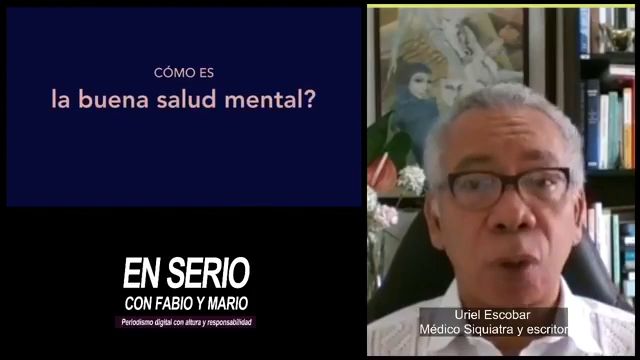 CÓMO ES
la buena salud mental?
EN SERIO
CON FABIO Y MARIO
Periodismo digital con altura y responsabilidad
Uriel Escobar
Médico Siquiatra y escritor